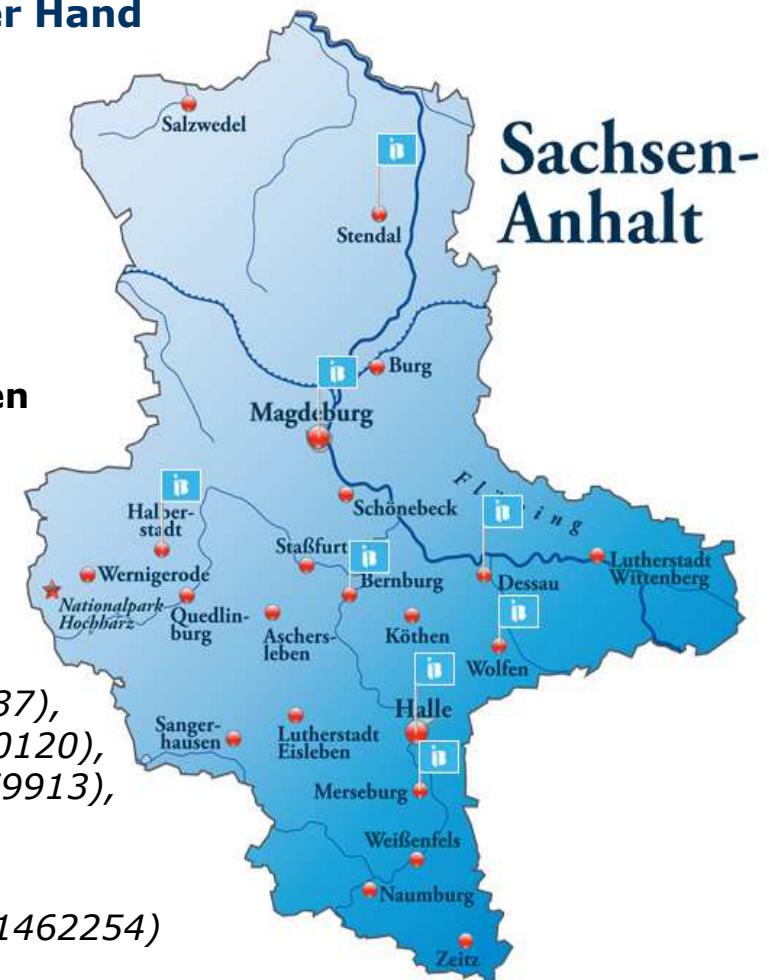 er Hand
Sachsen-
Anhalt
Salzwedel
Stendal
Burg
en
Magdeburg
Fläming
Schönebeck
Halber-
stadt
Staßfurt
Bernburg
Dessau
Lutherstadt
Wittenberg
Wernigerode
Nationalpark
Hochharz
Quedlin-
burg
Aschers-
leben
Köthen
Wolfen
37),
0120),
79913),
Halle
Sanger-
hausen
Lutherstadt
Eisleben
Merseburg
Weißenfels
Naumburg
1462254)
Zeitz